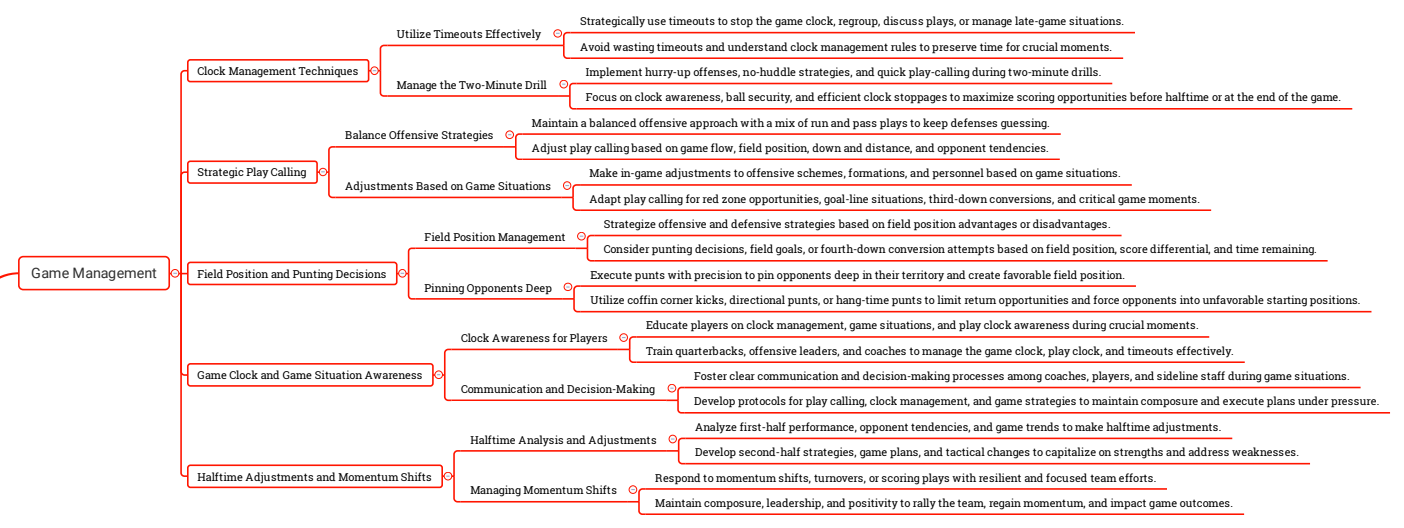 Game Management
Clock Management Techniques
Utilize Timeouts Effectively
Strategically use timeouts to stop the game clock, regroup, discuss plays, or manage late-game situations.
Avoid wasting timeouts and understand clock management rules to preserve time for crucial moments.
Manage the Two-Minute Drill
Implement hurry-up offenses, no-huddle strategies, and quick play-calling during two-minute drills.
Focus on clock awareness, ball security, and efficient clock stoppages to maximize scoring opportunities before halftime or at the end of the game.
Strategic Play Calling
Balance Offensive Strategies
Maintain a balanced offensive approach with a mix of run and pass plays to keep defenses guessing.
Adjust play calling based on game flow, field position, down and distance, and opponent tendencies.
Adjustments Based on Game Situations
Make in-game adjustments to offensive schemes, formations, and personnel based on game situations.
Adapt play calling for red zone opportunities, goal-line situations, third-down conversions, and critical game moments.
Field Position and Punting Decisions
Field Position Management
Strategize offensive and defensive strategies based on field position advantages or disadvantages.
Consider punting decisions, field goals, or fourth-down conversion attempts based on field position, score differential, and time remaining.
Pinning Opponents Deep
Execute punts with precision to pin opponents deep in their territory and create favorable field position.
Utilize coffin corner kicks, directional punts, or hang-time punts to limit return opportunities and force opponents into unfavorable starting positions.
Game Clock and Game Situation Awareness
Clock Awareness for Players
Educate players on clock management, game situations, and play clock awareness during crucial moments.
Train quarterbacks, offensive leaders, and coaches to manage the game clock, play clock, and timeouts effectively.
Communication and Decision-Making
Foster clear communication and decision-making processes among coaches, players, and sideline staff during game situations.
Develop protocols for play calling, clock management, and game strategies to maintain composure and execute plans under pressure.
Halftime Adjustments and Momentum Shifts
Halftime Analysis and Adjustments
Analyze first-half performance, opponent tendencies, and game trends to make halftime adjustments.
Develop second-half strategies, game plans, and tactical changes to capitalize on strengths and address weaknesses.
Managing Momentum Shifts
Respond to momentum shifts, turnovers, or scoring plays with resilient and focused team efforts.
Maintain composure, leadership, and positivity to rally the team, regain momentum, and impact game outcomes.